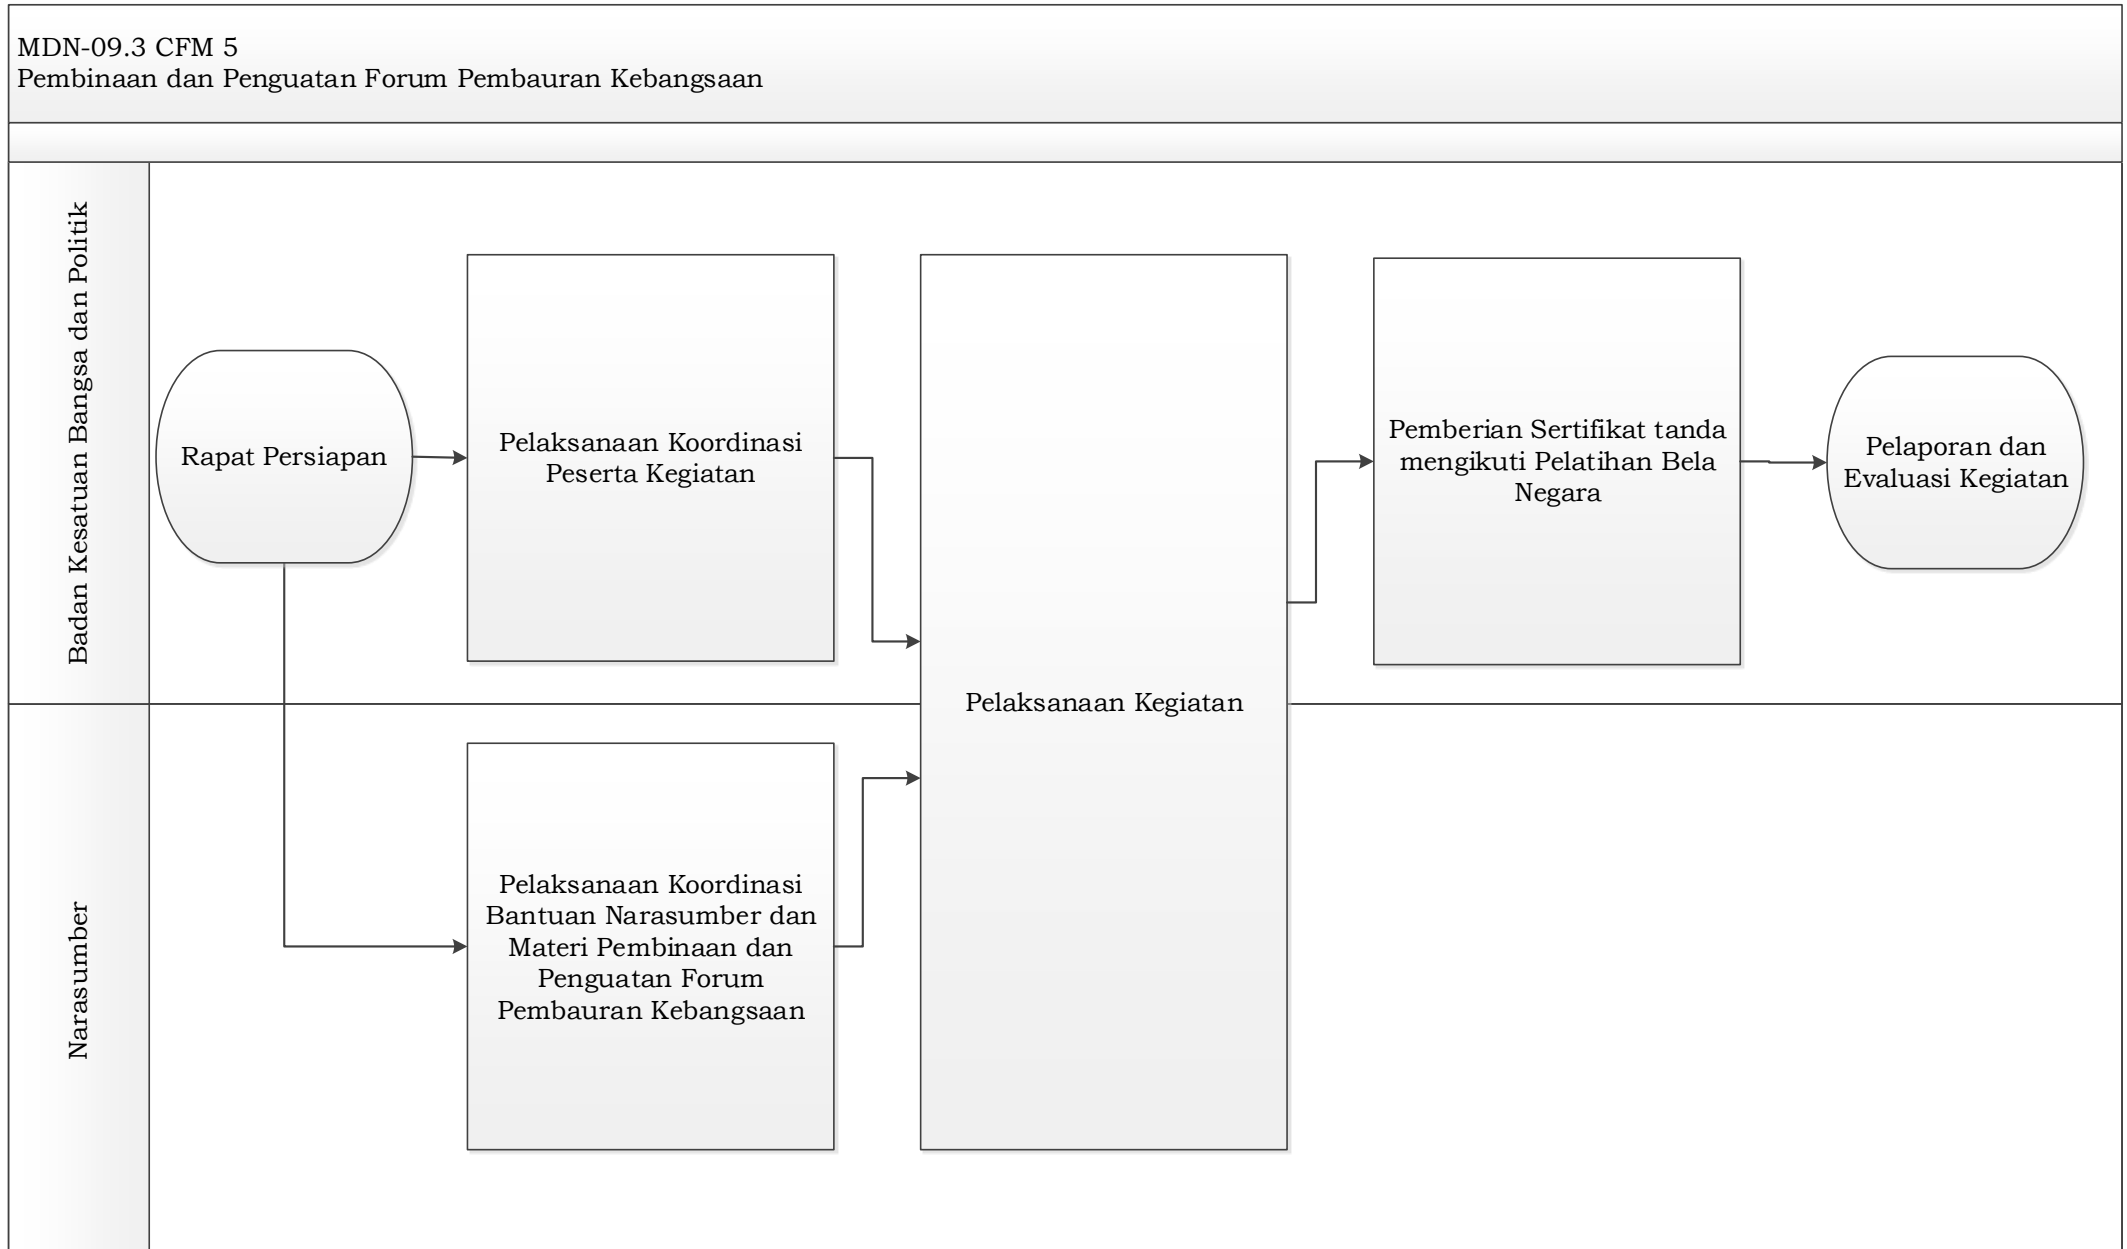 MDN-09.3 CFM 5
Pembinaan dan Penguatan Forum Pembauran Kebangsaan
Badan Kesatuan Bangsa dan Politik
Rapat Persiapan
Pelaksanaan Koordinasi
Peserta Kegiatan
Pelaksanaan Kegiatan
Pemberian Sertifikat tanda
mengikuti Pelatihan Bela
Negara
Pelaporan dan
Evaluasi Kegiatan
Narasumber
Pelaksanaan Koordinasi
Bantuan Narasumber dan
Materi Pembinaan dan
Penguatan Forum
Pembauran Kebangsaan